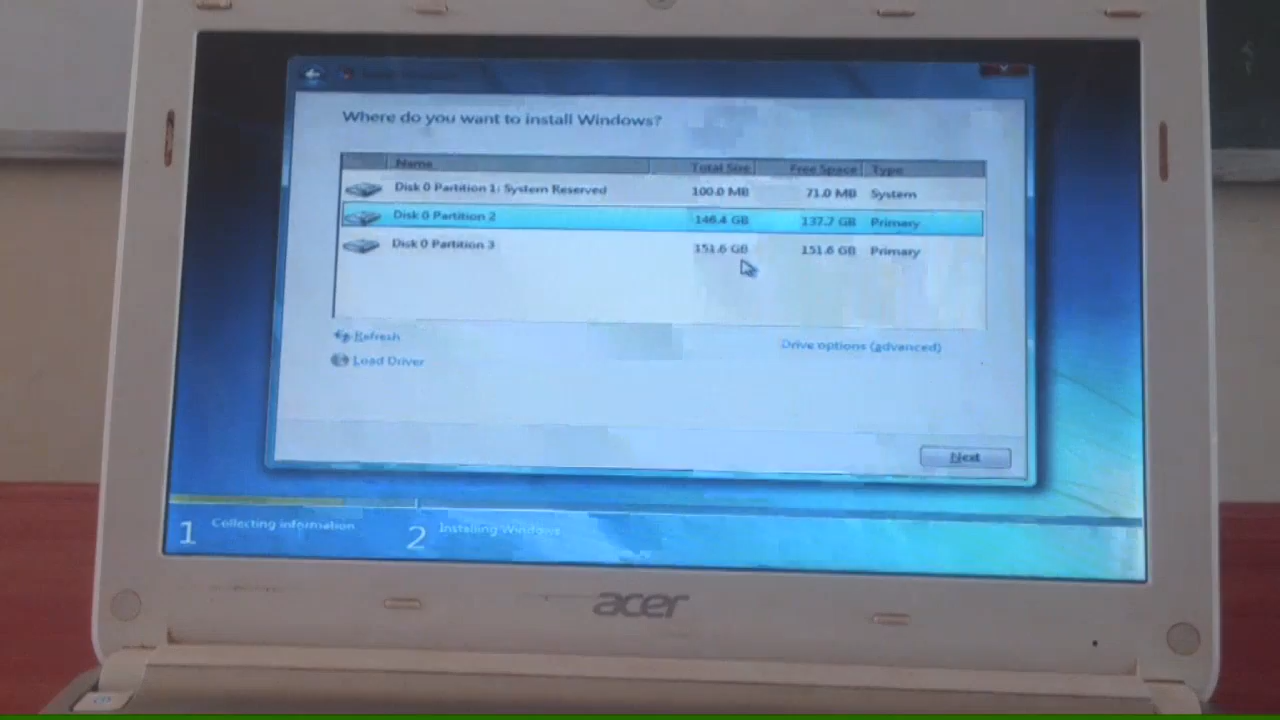 Where do you want to install Windows?
Name Total Size Free Space Type
Disk 0 Partition 1: System Reserved 100.0 MB 71.0 MB System
Disk 0 Partition 2 146.4 GB 137.7 GB Primary
Disk 0 Partition 3 151.6 GB 151.6 GB Primary
Refresh
Drive options (advanced)
Load Driver
Next
1 Collecting information
2 Installing Windows
acer